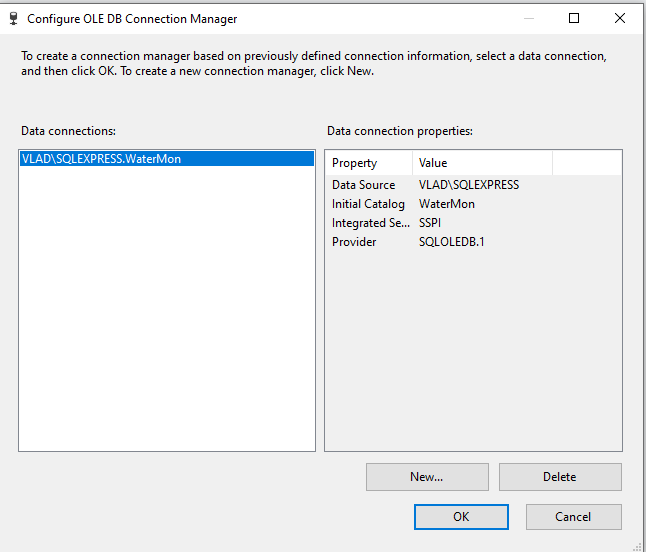 Configure OLE DB Connection Manager
To create a connection manager based on previously defined connection information, select a data connection,
and then click OK. To create a new connection manager, click New.
Data connections:
VLAD\SQLEXPRESS.WaterMon
Data connection properties:
Property Value
Data Source VLAD\SQLEXPRESS
Initial Catalog WaterMon
Integrated Se... SSPI
Provider SQLOLEDB.1
New... Delete
OK Cancel